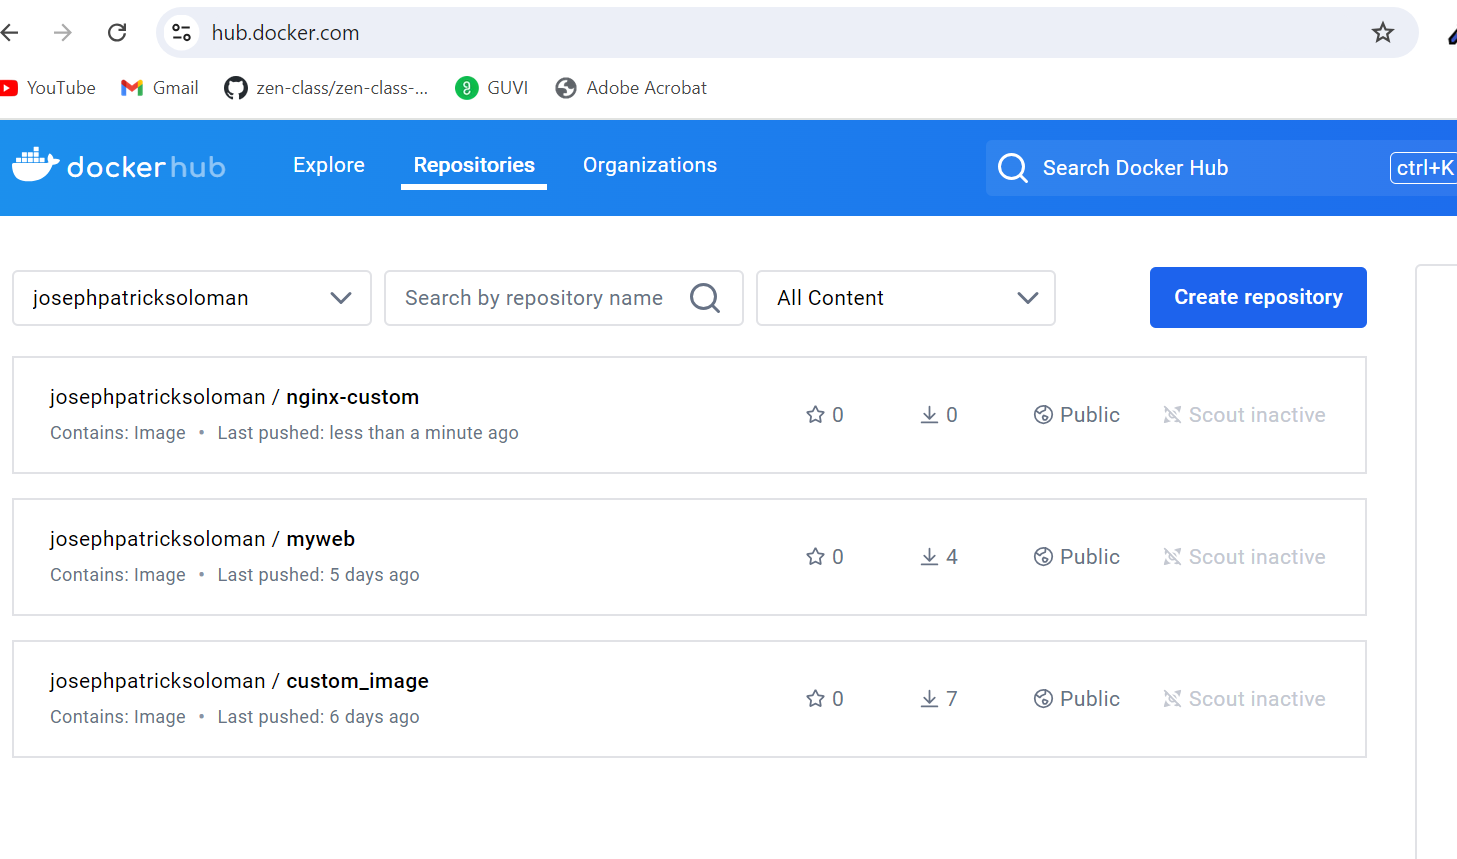 hub.docker.com
YouTube Gmail zen-class/zen-class-... GUVI Adobe Acrobat
dockerhub Explore Repositories Organizations Search Docker Hub ctrl+K
josephpatricksoloman Search by repository name All Content Create repository
josephpatricksoloman / nginx-custom
Contains: Image • Last pushed: less than a minute ago
0 0 Public Scout inactive
josephpatricksoloman / myweb
Contains: Image • Last pushed: 5 days ago
0 4 Public Scout inactive
josephpatricksoloman / custom_image
Contains: Image • Last pushed: 6 days ago
0 7 Public Scout inactive